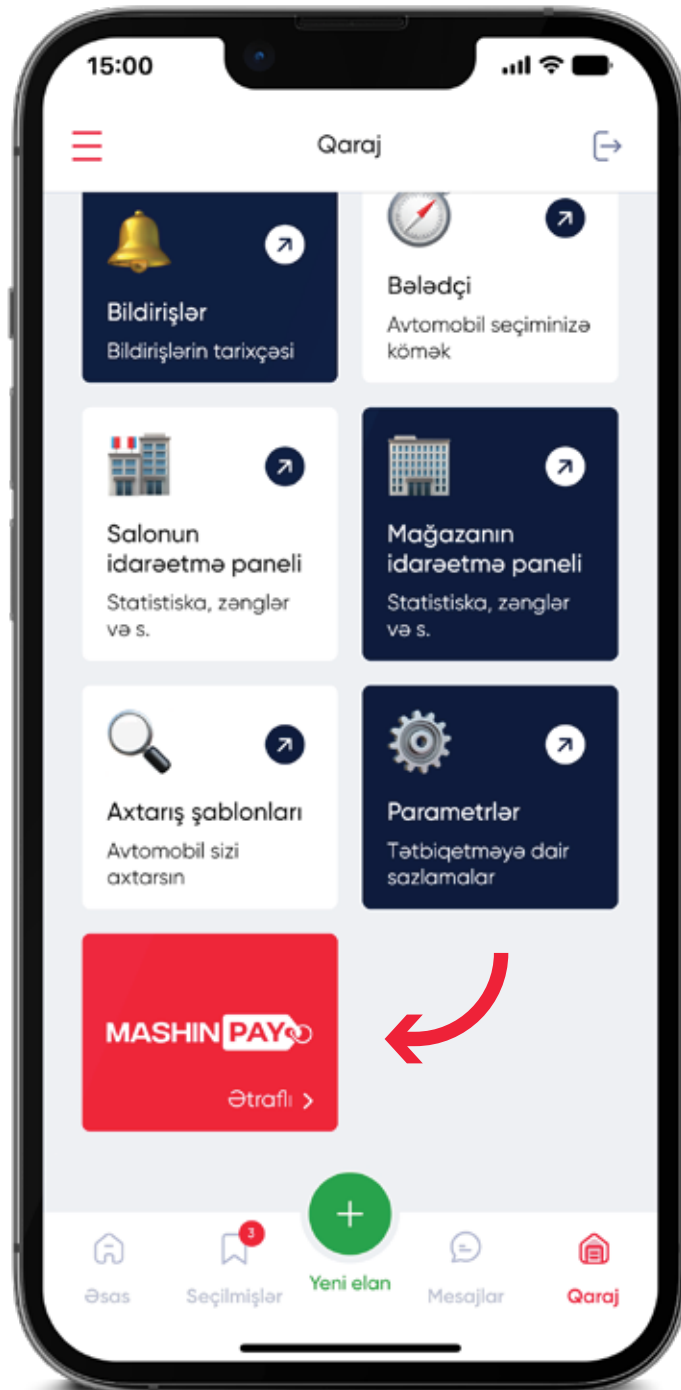 15:00
Qaraj
Bildirişlər
Bildirişlərin tarixçəsi
Bələdçi
Avtomobil seçiminizə
kömək
Salonun
idarəetmə paneli
Statistiska, zənglər
və s.
Mağazanın
idarəetmə paneli
Statistiska, zənglər
və s.
Axtarış şablonları
Avtomobil sizi
axtarsın
Parametrlər
Tətbiqetməyə dair
sazlamalar
MASHIN PAY
Ətraflı >
3
Əsas
Seçilmişlər
Yeni elan
Mesajlar
Qaraj